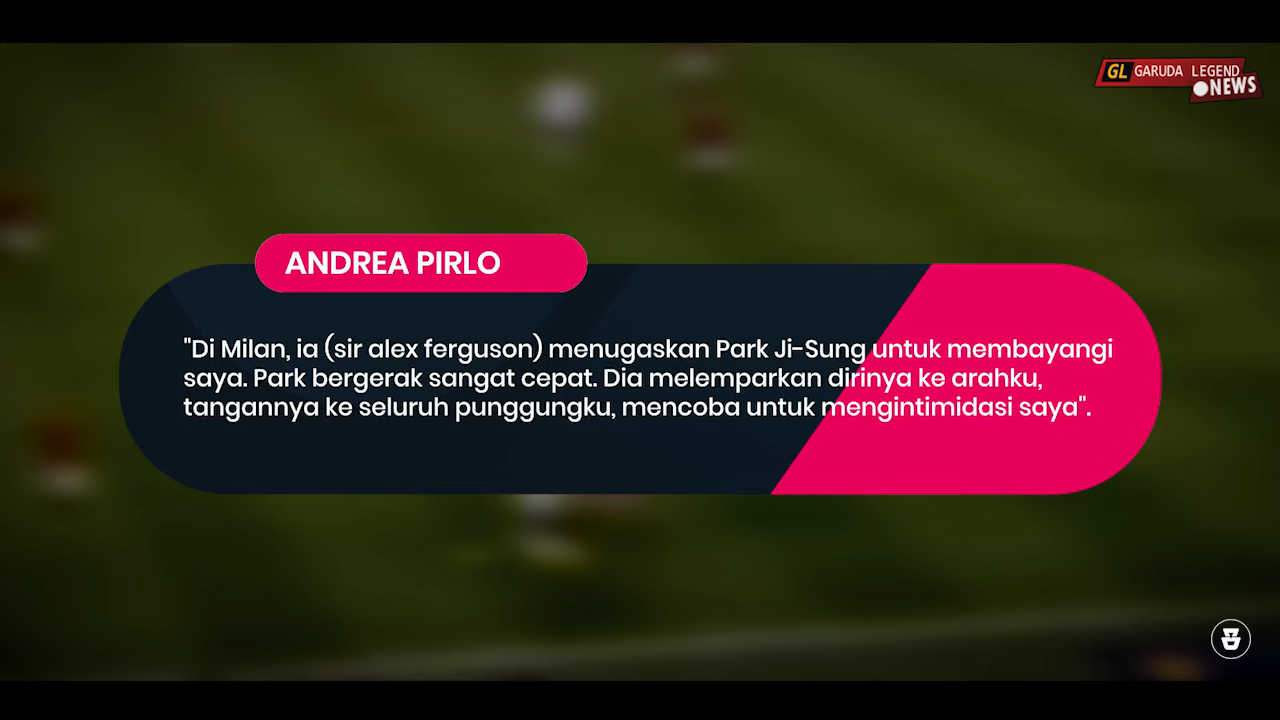 GL GARUDA LEGEND
NEWS
ANDREA PIRLO
"Di Milan, ia (sir alex ferguson) menugaskan Park Ji-Sung untuk membayangi
saya. Park bergerak sangat cepat. Dia melemparkan dirinya ke arahku,
tangannya ke seluruh punggungku, mencoba untuk mengintimidasi saya".